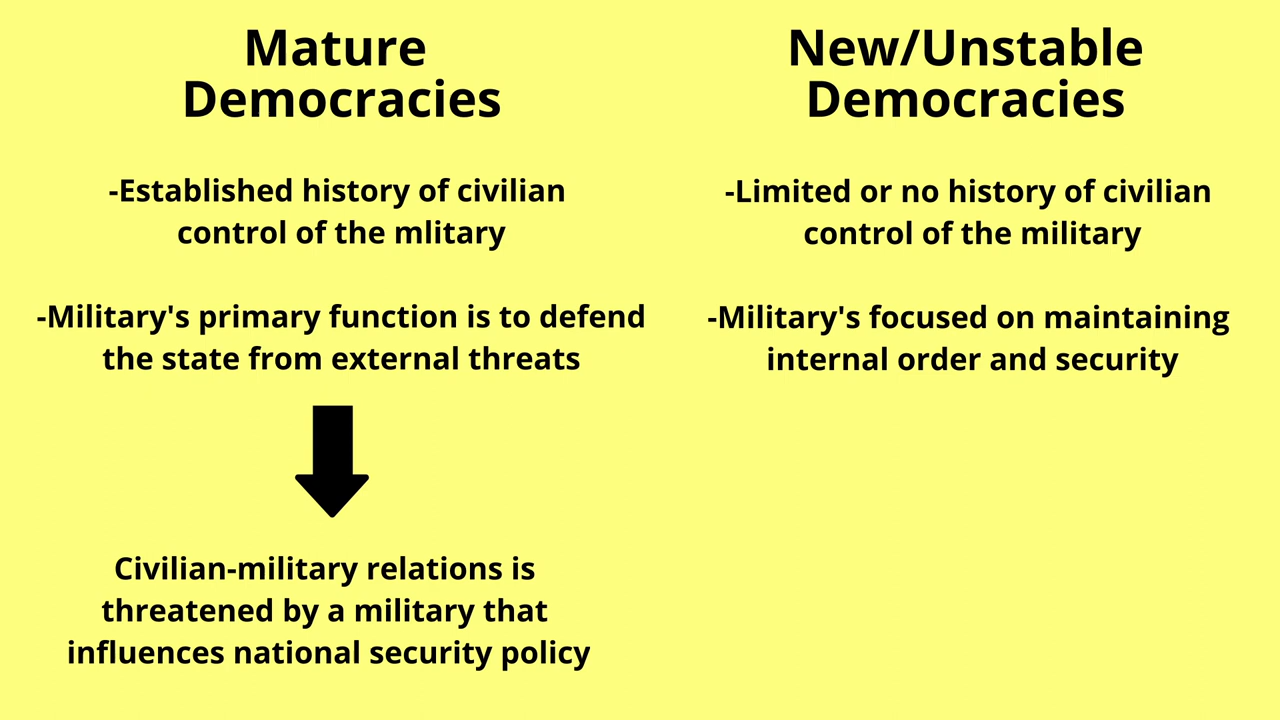 Mature
Democracies
-Established history of civilian
control of the mlitary
-Military's primary function is to defend
the state from external threats
Civilian-military relations is
threatened by a military that
influences national security policy
New/Unstable
Democracies
-Limited or no history of civilian
control of the military
-Military's focused on maintaining
internal order and security